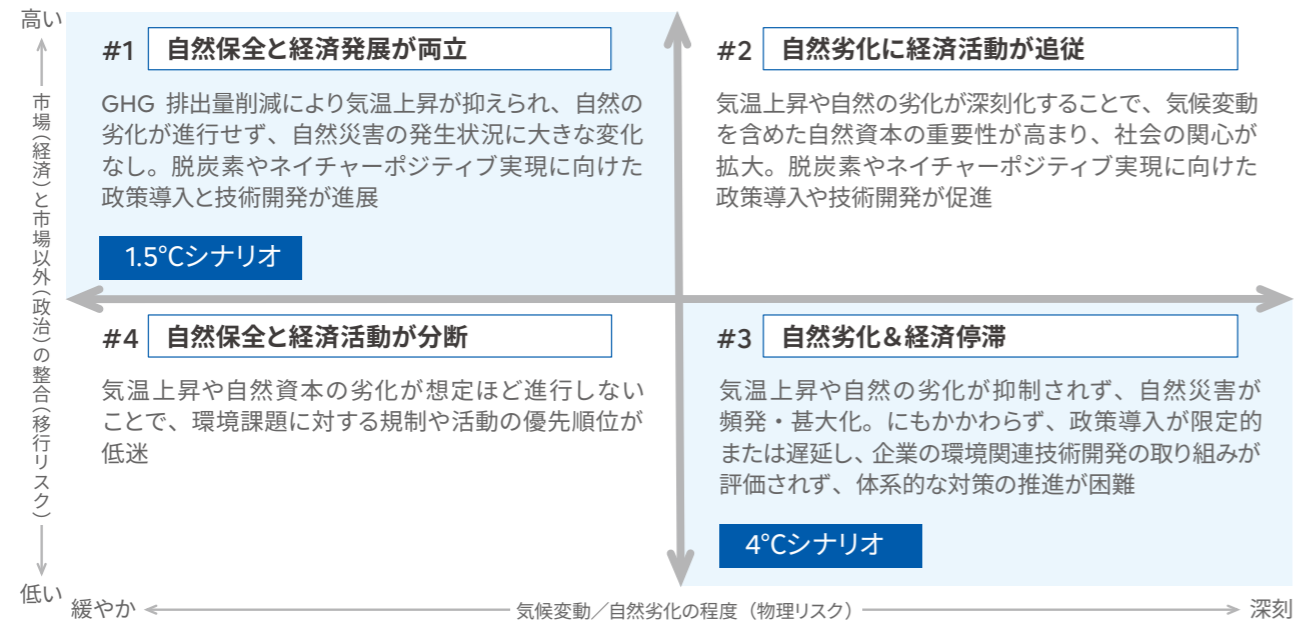 高い
市場（経済）と市場以外（政治）の整合（移行リスク）
低い
#1 自然保全と経済発展が両立
GHG 排出量削減により気温上昇が抑えられ、自然の
劣化が進行せず、自然災害の発生状況に大きな変化
なし。脱炭素やネイチャーポジティブ実現に向けた
政策導入と技術開発が進展
1.5℃シナリオ
#2 自然劣化に経済活動が追従
気温上昇や自然の劣化が深刻化することで、気候変動
を含めた自然資本の重要性が高まり、社会の関心が
拡大。脱炭素やネイチャーポジティブ実現に向けた
政策導入や技術開発が促進
#4 自然保全と経済活動が分断
気温上昇や自然資本の劣化が想定ほど進行しない
ことで、環境課題に対する規制や活動の優先順位が
低迷
#3 自然劣化＆経済停滞
気温上昇や自然の劣化が抑制されず、自然災害が
頻発・甚大化。にもかかわらず、政策導入が限定的
または遅延し、企業の環境関連技術開発の取り組みが
評価されず、体系的な対策の推進が困難
4℃シナリオ
緩やか 気候変動／自然劣化の程度（物理リスク） 深刻